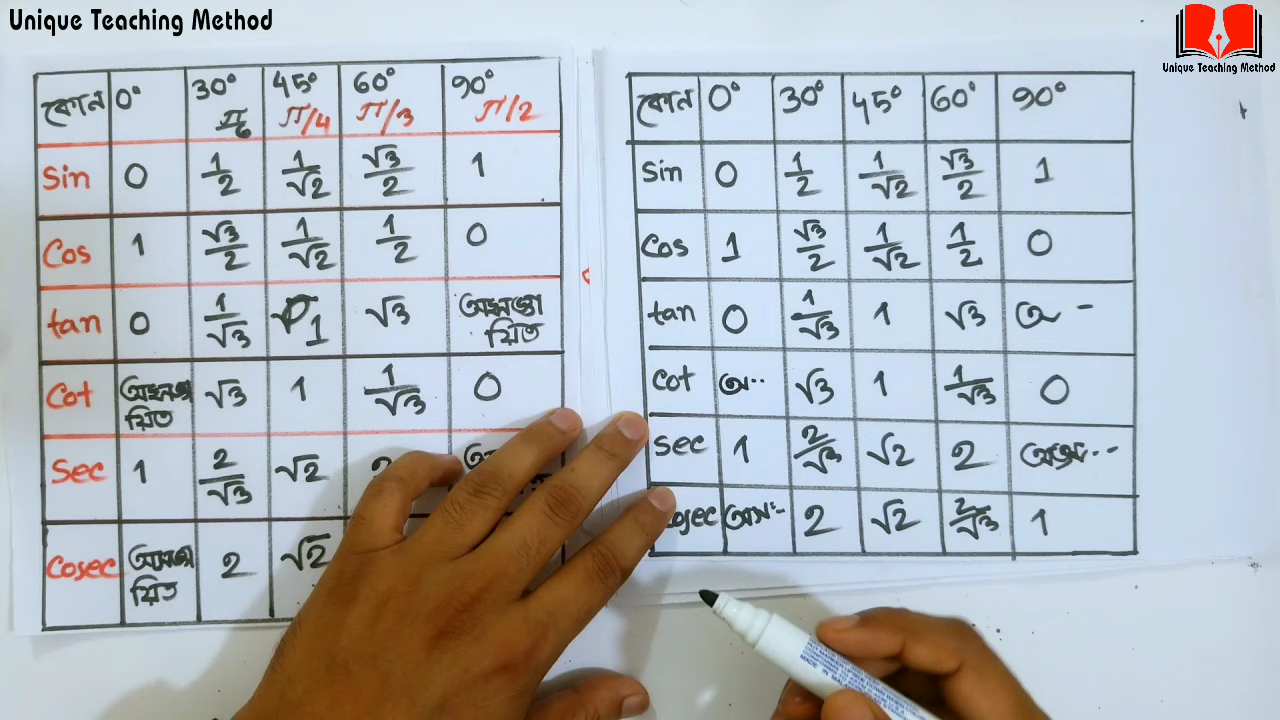 Unique Teaching Method
Unique Teaching Method
কোন 0° 30° 45° 60° 90°
π/6 π/4 π/3 π/2
Sin 0 1/2 1/√2 √3/2 1
Cos 1 √3/2 1/√2 1/2 0
tan 0 1/√3 1 √3
Cot √3 1 1/√3 0
Sec 1 2/√3 √2
Cosec 2 √2
কোন 0° 30° 45° 60° 90°
Sin 0 1/2 1/√2 √3/2 1
Cos 1 √3/2 1/√2 1/2 0
tan 0 1/√3 1 √3 অ -
Cot অ.. √3 1 1/√3 0
Sec 1 2/√3 √2 2
2 √2 2/√3 1